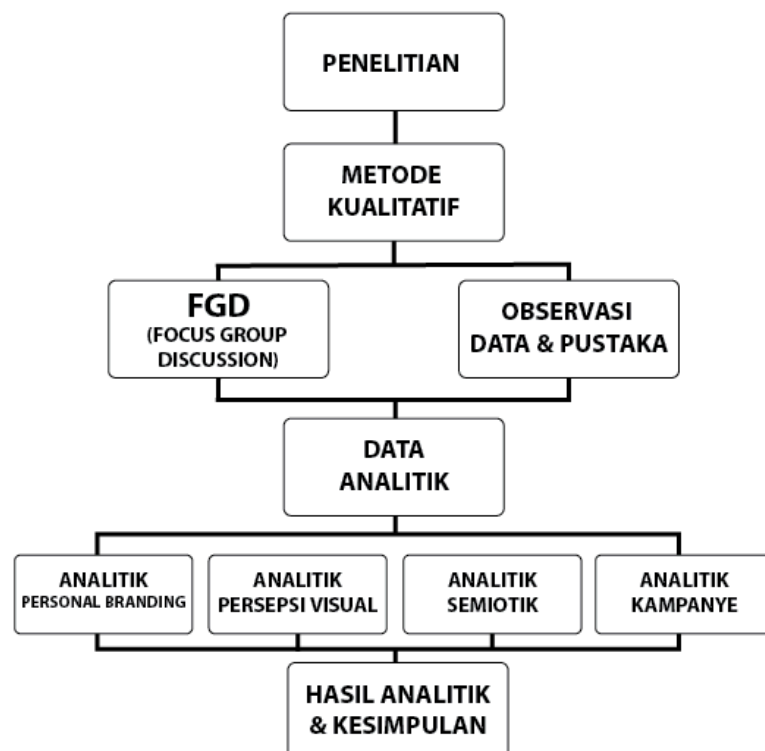 PENELITIAN
METODE
KUALITATIF
FGD
(FOCUS GROUP
DISCUSSION)
OBSERVASI
DATA & PUSTAKA
DATA
ANALITIK
ANALITIK
PERSONAL BRANDING
ANALITIK
PERSEPSI VISUAL
ANALITIK
SEMIOTIK
ANALITIK
KAMPANYE
HASIL ANALITIK
& KESIMPULAN